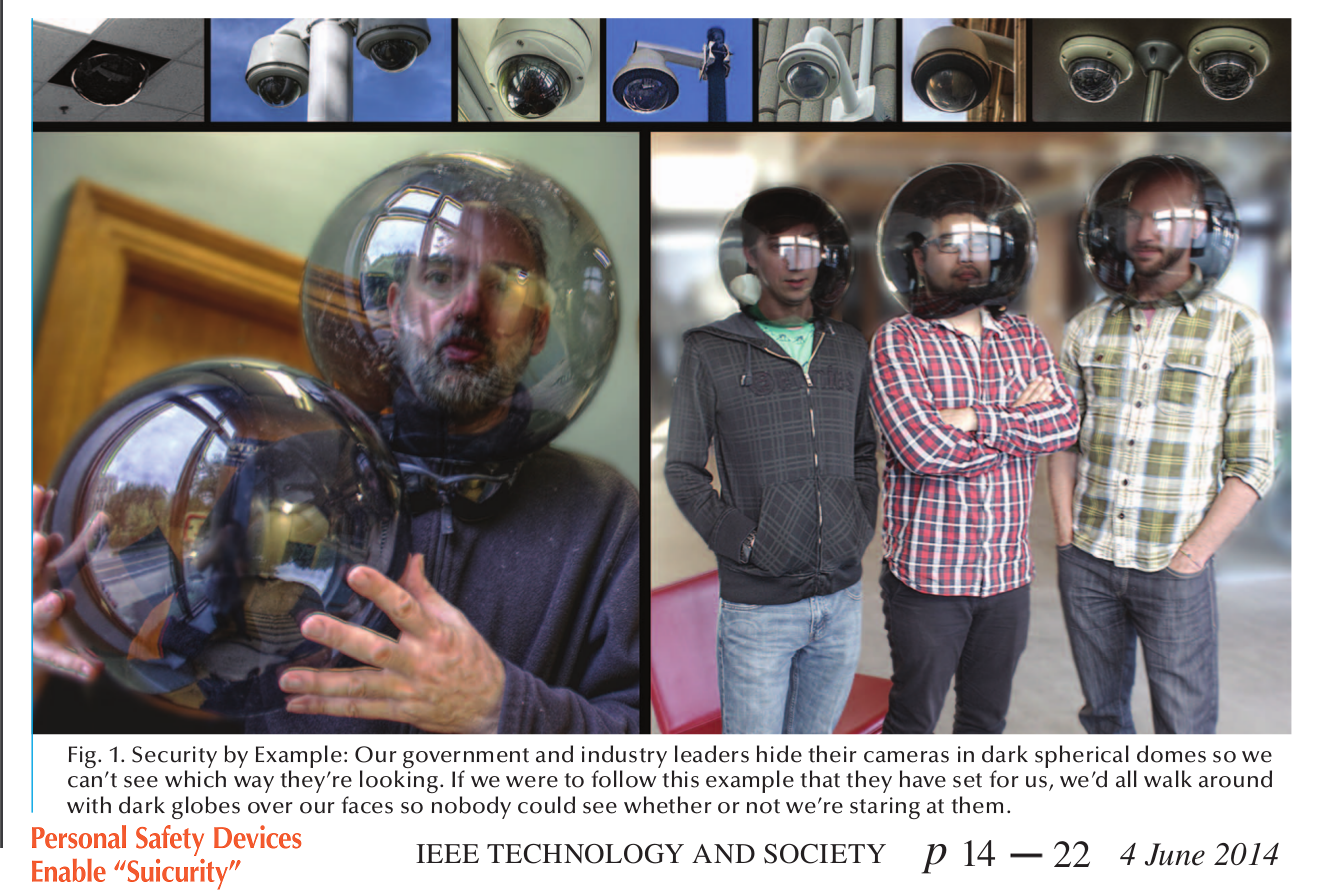 Fig. 1. Security by Example: Our government and industry leaders hide their cameras in dark spherical domes so we
can't see which way they're looking. If we were to follow this example that they have set for us, we'd all walk around
with dark globes over our faces so nobody could see whether or not we're staring at them.
Personal Safety Devices
Enable “Suicurity”
IEEE TECHNOLOGY AND SOCIETY p 14 — 22 4 June 2014